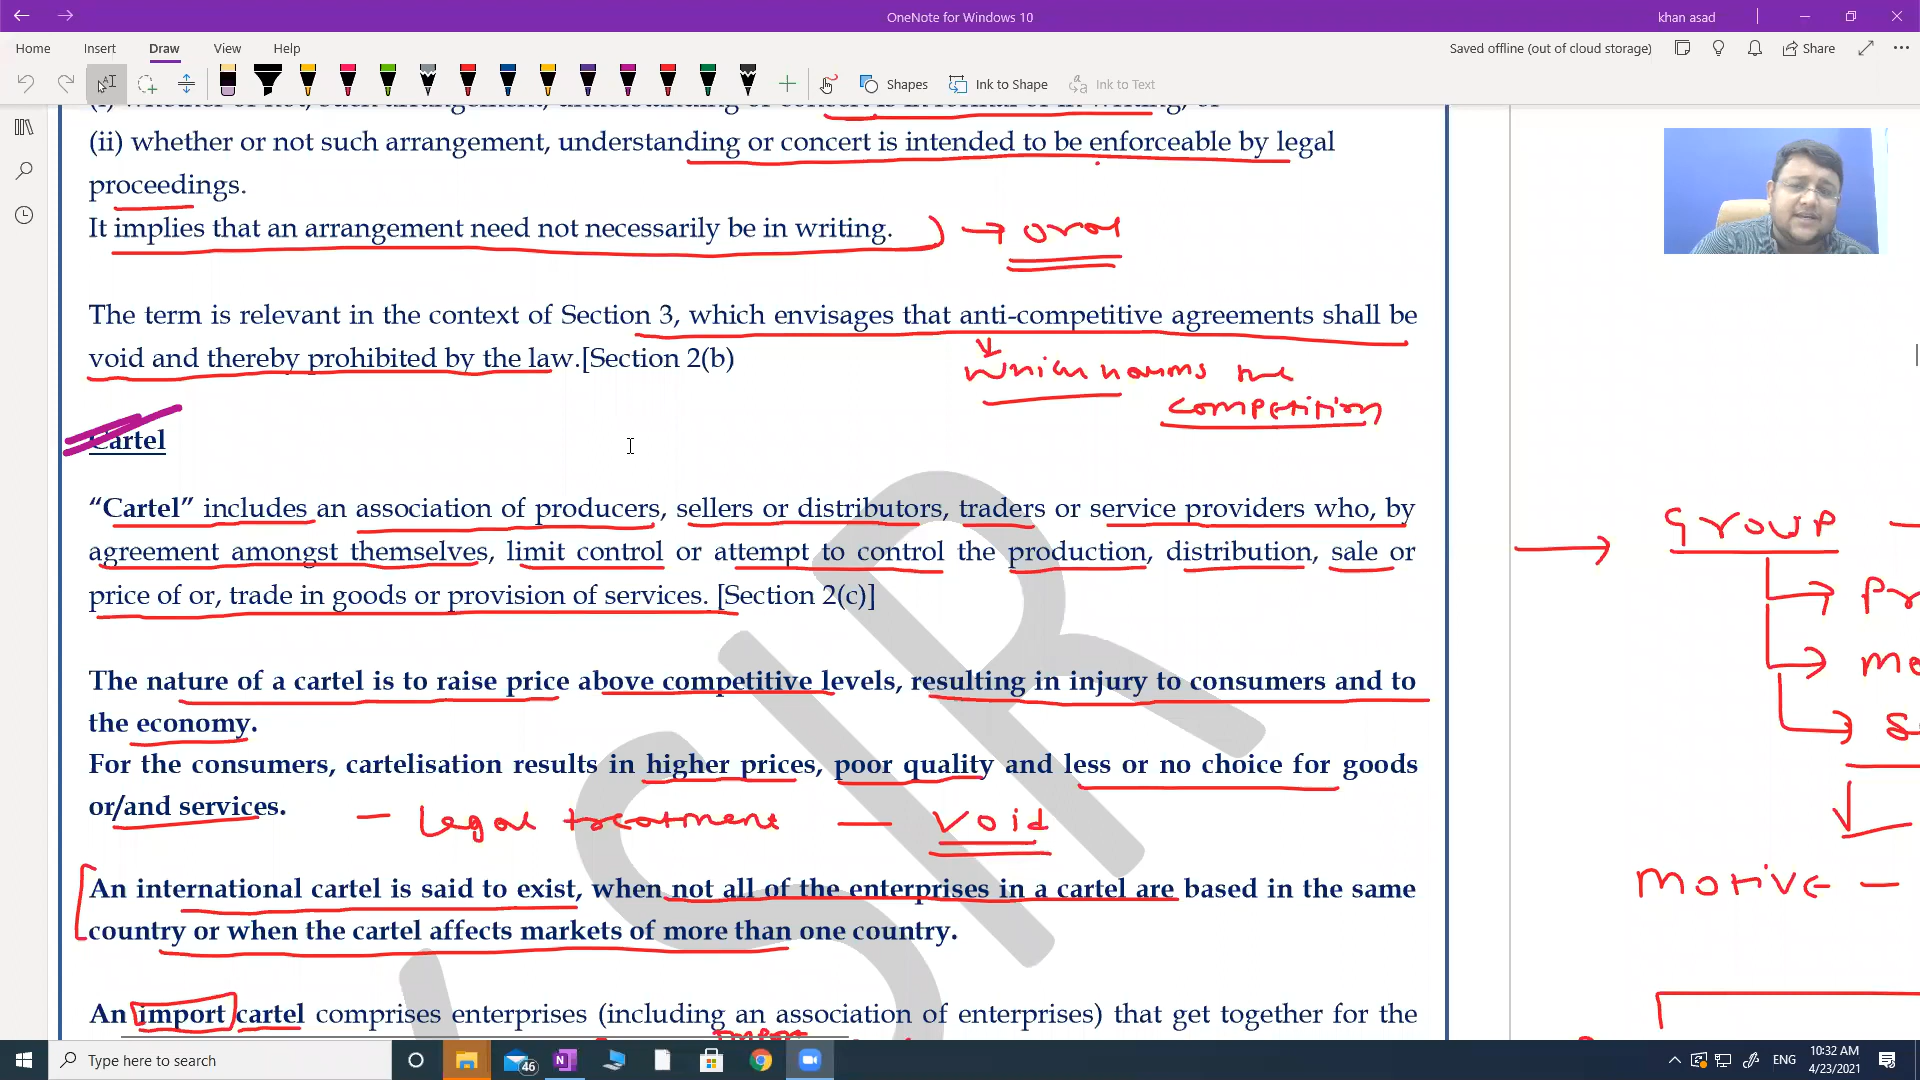 OneNote for Windows 10
khan asad
Home Insert Draw View Help
Saved offline (out of cloud storage)
Share
Shapes
Ink to Shape
Ink to Text
(ii) whether or not such arrangement, understanding or concert is intended to be enforceable by legal
proceedings.
It implies that an arrangement need not necessarily be in writing. → oral
The term is relevant in the context of Section 3, which envisages that anti-competitive agreements shall be
void and thereby prohibited by the law.[Section 2(b)
which harms the
competition
Cartel
“Cartel” includes an association of producers, sellers or distributors, traders or service providers who, by
agreement amongst themselves, limit control or attempt to control the production, distribution, sale or
price of or, trade in goods or provision of services. [Section 2(c)]
Group
The nature of a cartel is to raise price above competitive levels, resulting in injury to consumers and to
the economy.
For the consumers, cartelisation results in higher prices, poor quality and less or no choice for goods
or/and services.
– Legal treatment – Void
An international cartel is said to exist, when not all of the enterprises in a cartel are based in the same
country or when the cartel affects markets of more than one country.
Motive –
An import cartel comprises enterprises (including an association of enterprises) that get together for the
SIR
Type here to search
46
ENG
10:32 AM
4/23/2021